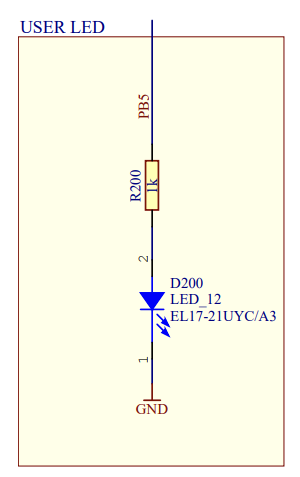 USER LED
PB5
R200
1k
2
D200
LED_12
EL17-21UYC/A3
1
GND